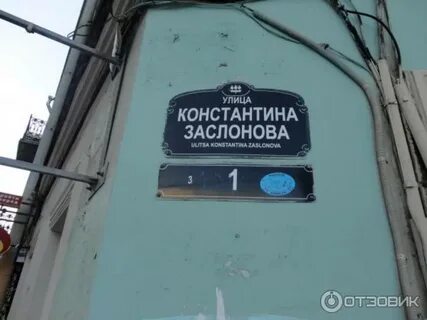 УЛИЦА
КОНСТАНТИНА
ЗАСЛОНОВА
ULITSA KONSTANTINA ZASLONOVA
3
1
ОТЗОВИК